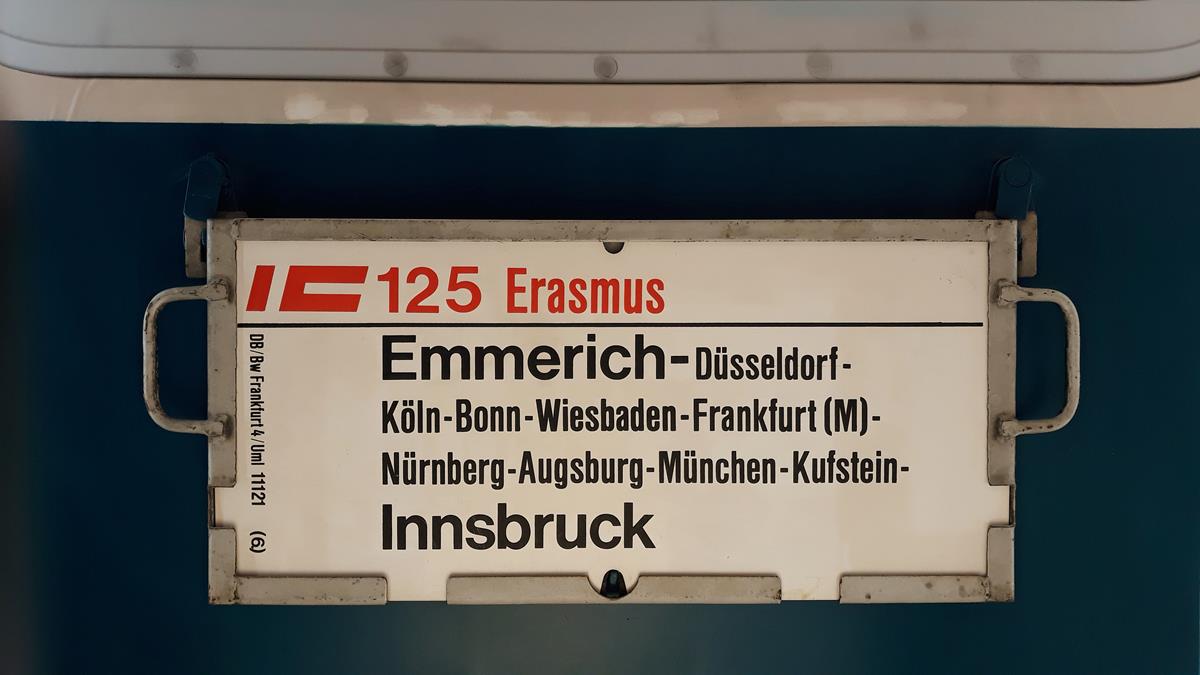 IC 125 Erasmus
Emmerich-Düsseldorf-
Köln-Bonn-Wiesbaden-Frankfurt (M)-
Nürnberg-Augsburg-München-Kufstein-
Innsbruck
DB/Bw Frankfurt 4/Uml 11121 (6.)